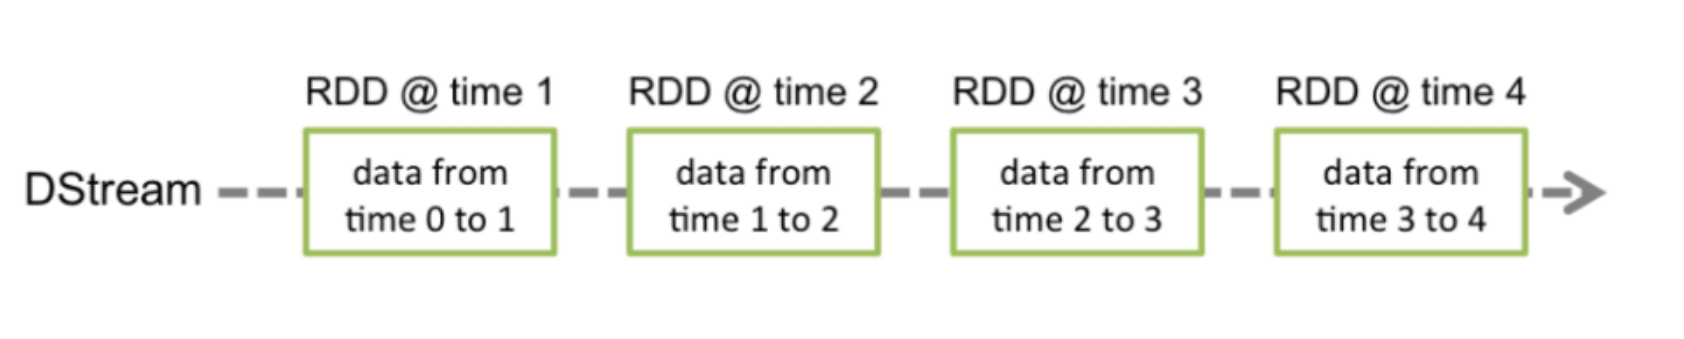 RDD @ time 1
RDD @ time 2
RDD @ time 3
RDD @ time 4
DStream
data from
time 0 to 1
data from
time 1 to 2
data from
time 2 to 3
data from
time 3 to 4